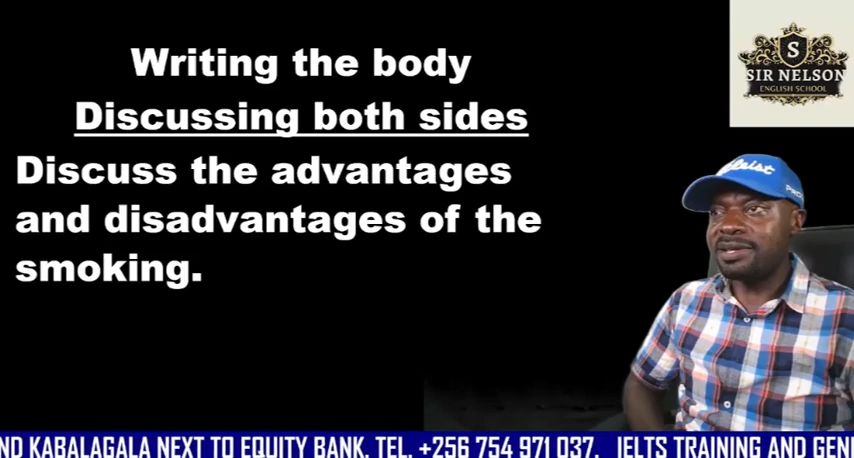 Writing the body
Discussing both sides
Discuss the advantages
and disadvantages of the
smoking.
S
SIR NELSON
ENGLISH SCHOOL
ND KABALAGALA NEXT TO EQUITY BANK. TEL. +256 754 971 037. IELTS TRAINING AND GEN